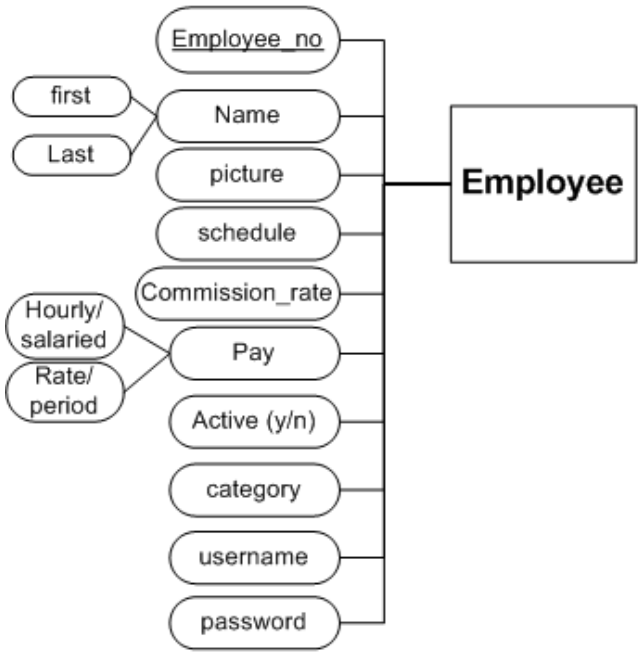 Employee_no
first
Name
Last
picture
Employee
schedule
Commission_rate
Hourly/
salaried
Pay
Rate/
period
Active (y/n)
category
username
password